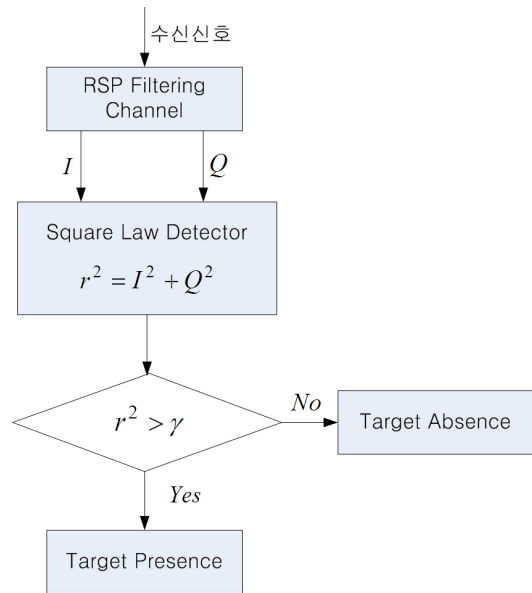 수신신호
RSP Filtering
Channel
I
Q
Square Law Detector
r² = I² + Q²
r² > γ
No
Target Absence
Yes
Target Presence